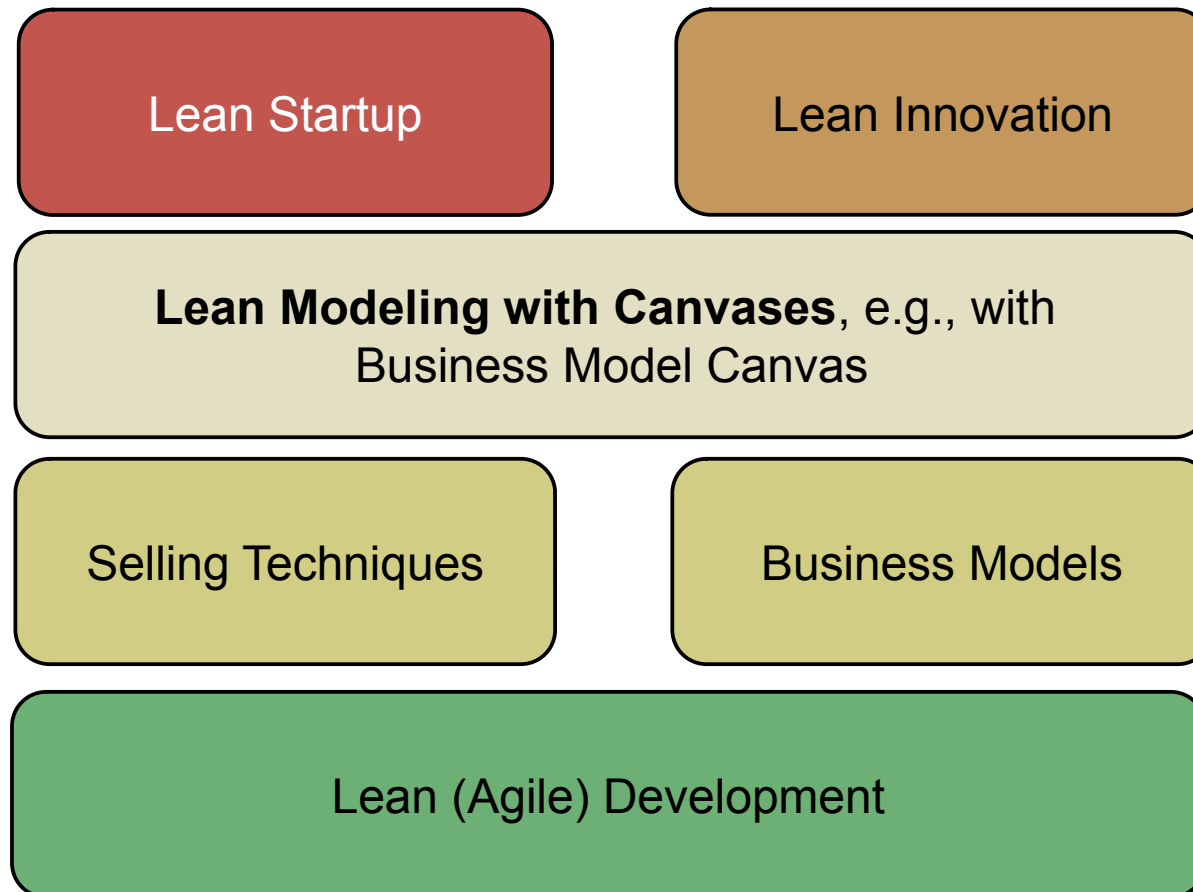 Lean Startup
Lean Innovation
Lean Modeling with Canvases, e.g., with
Business Model Canvas
Selling Techniques
Business Models
Lean (Agile) Development